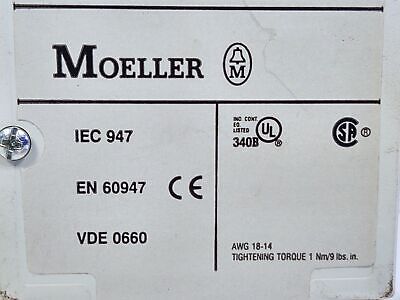 MOELLER M
IEC 947
EN 60947 CE
VDE 0660
IND. CONT.
EQ.
LISTED
340B UL ®
SA ®
AWG 18-14
TIGHTENING TORQUE 1 Nm/9 lbs. in.